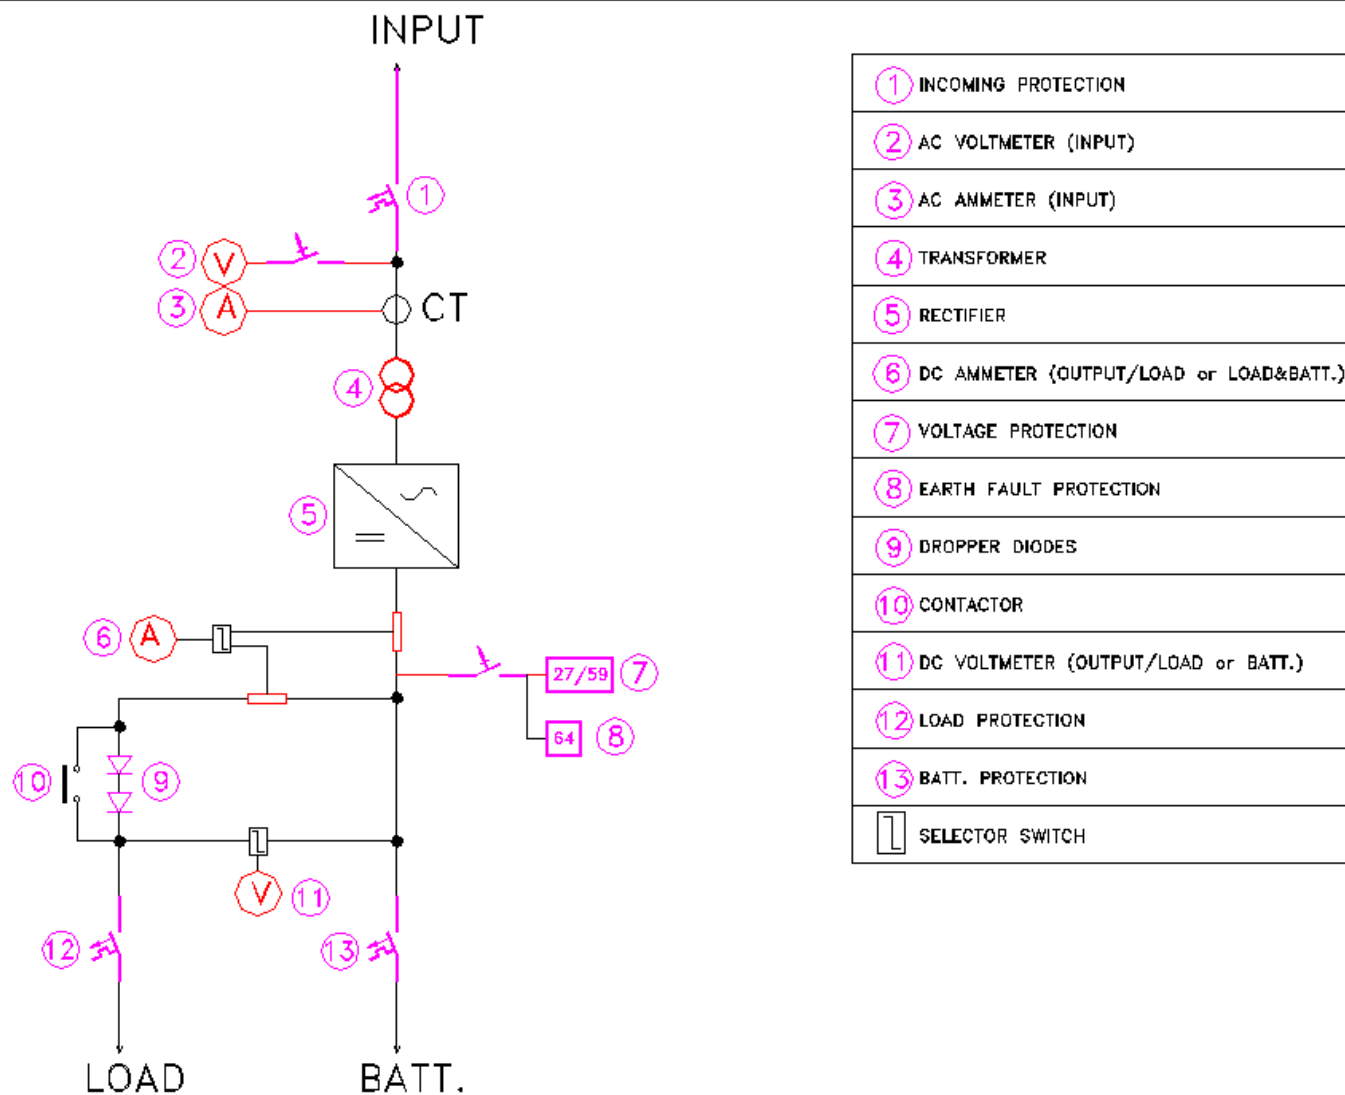 INPUT
1
2 V
3 A CT
4
5
6 A
27/59 7
64 8
10 9
V 11
12 13
LOAD BATT.
1 INCOMING PROTECTION
2 AC VOLTMETER (INPUT)
3 AC AMMETER (INPUT)
4 TRANSFORMER
5 RECTIFIER
6 DC AMMETER (OUTPUT/LOAD or LOAD&BATT.)
7 VOLTAGE PROTECTION
8 EARTH FAULT PROTECTION
9 DROPPER DIODES
10 CONTACTOR
11 DC VOLTMETER (OUTPUT/LOAD or BATT.)
12 LOAD PROTECTION
13 BATT. PROTECTION
SELECTOR SWITCH